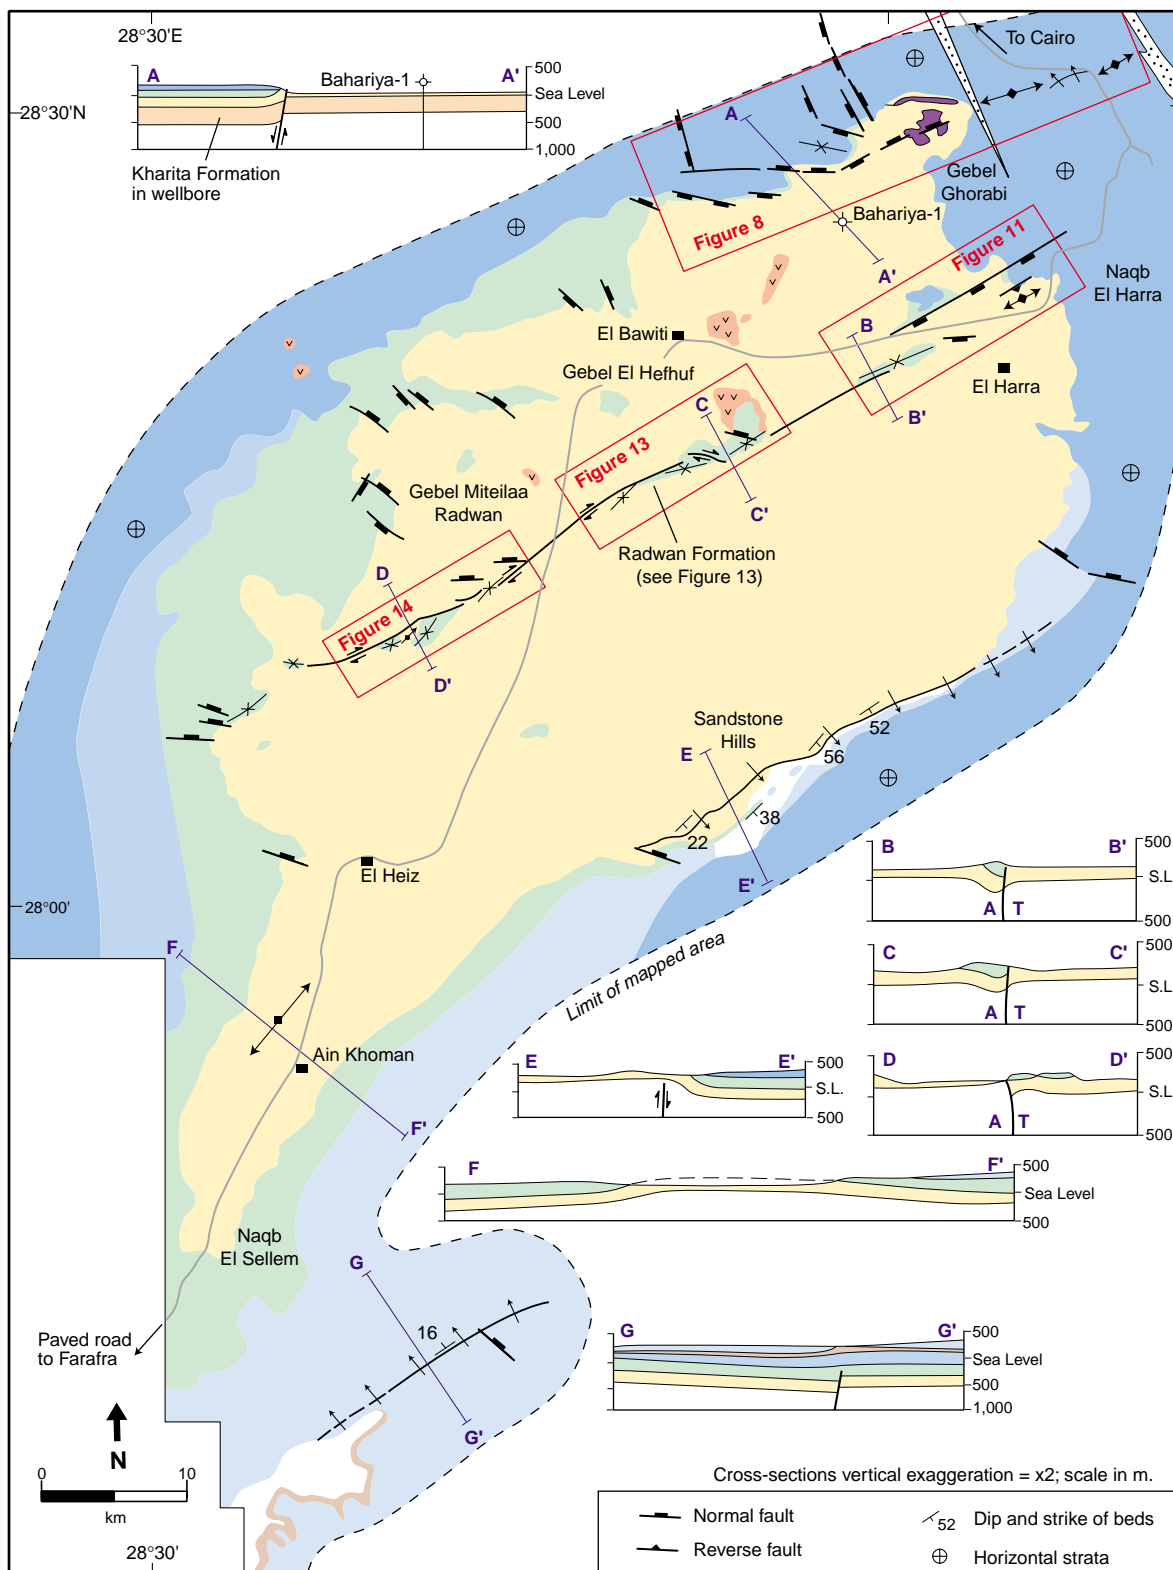 28°30'E
To Cairo
A
A'
500
Bahariya-1
Sea Level
500
1,000
28°30'N
Kharita Formation
in wellbore
A
Gebel
Ghorabi
Figure 8
Bahariya-1
Figure 11
A'
Naqb
El Harra
B
El Bawiti
Gebel El Hefhuf
El Harra
C
B'
Figure 13
Gebel Miteilaa
Radwan
C'
Radwan Formation
(see Figure 13)
D
Figure 14
D'
Sandstone
Hills
52
E
56
38
22
B
B'
500
S.L.
A
T
500
El Heiz
E'
28°00'
F
Limit of mapped area
C
C'
500
S.L
A
T
500
Ain Khoman
E
E'
500
S.L.
500
D
D'
500
S.L.
A
T
500
F'
F
F'
500
Sea Level
500
Naqb
El Sellem
G
16
Paved road
to Farafra
G
G'
500
Sea Level
500
1,000
G'
N
0
10
km
Cross-sections vertical exaggeration = x2; scale in m.
Normal fault
52
Dip and strike of beds
Reverse fault
Horizontal strata
28°30'